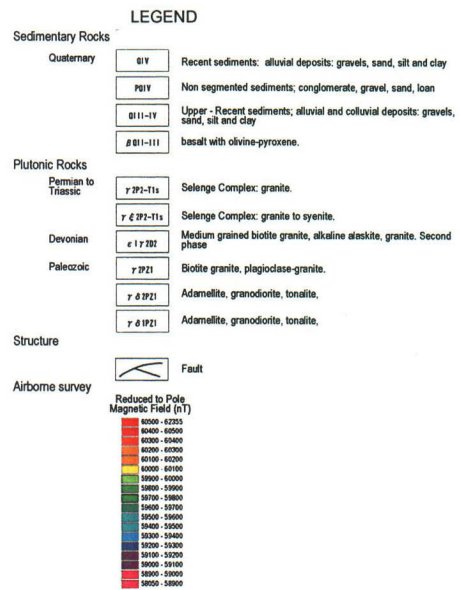 LEGEND
Sedimentary Rocks
Quaternary
QIV
Recent sediments: alluvial deposits: gravels, sand, silt and clay
PQIV
Non segmented sediments; conglomerate, gravel, sand, loan
QIII-IV
Upper - Recent sediments; alluvial and colluvial deposits: gravels,
sand, silt and clay
βQII-III
basalt with olivine-pyroxene.
Plutonic Rocks
Permian to
Triassic
γ2P2-T1s
Selenge Complex: granite.
γ ξ 2P2-T1s
Selenge Complex: granite to syenite.
Devonian
ε l γ 2D2
Medium grained biotite granite, alkaline alaskite, granite. Second
phase
Paleozoic
γ 2PZ1
Biotite granite, plagioclase-granite.
γ δ 2PZ1
Adamellite, granodiorite, tonalite,
γ δ 1PZ1
Adamellite, granodiorite, tonalite,
Structure
Fault
Airborne survey
Reduced to Pole
Magnetic Field (nT)
60500 - 62355
60400 - 60500
60300 - 60400
60200 - 60300
60100 - 60200
60000 - 60100
59900 - 60000
59800 - 59900
59700 - 59800
59600 - 59700
59500 - 59600
59400 - 59500
59300 - 59400
59200 - 59300
59100 - 59200
59000 - 59100
58900 - 59000
58050 - 58900